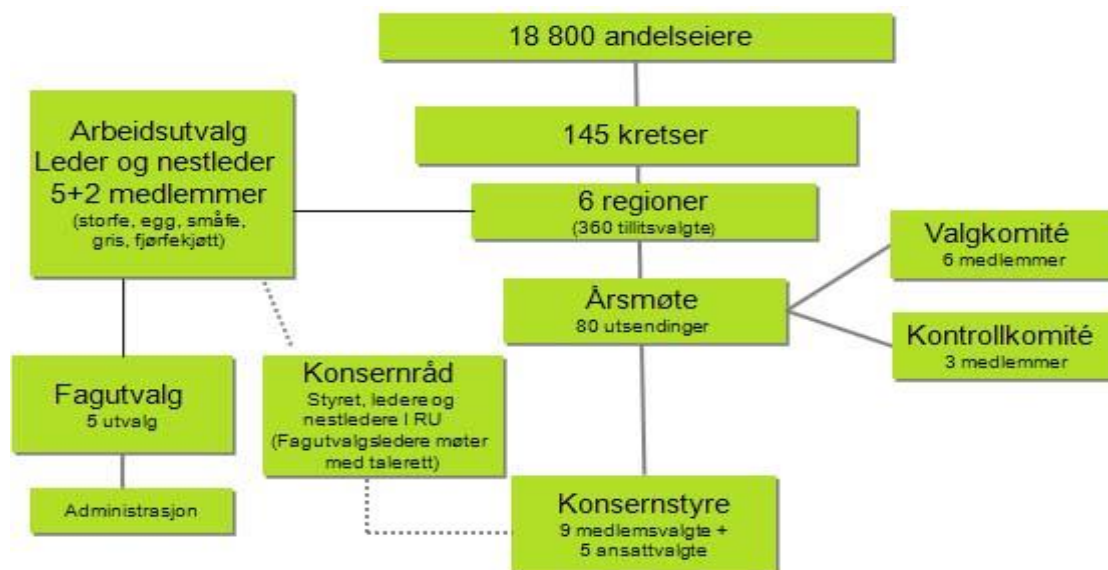 18 800 andelseiere
145 kretser
Arbeidsutvalg
Leder og nestleder
5+2 medlemmer
(storfe, egg, småfe,
gris, fjørfekjøtt)
6 regioner
(360 tillitsvalgte)
Valgkomité
6 medlemmer
Årsmøte
80 utsendinger
Kontrollkomité
3 medlemmer
Fagutvalg
5 utvalg
Konsernråd
Styret, ledere og
nestledere I RU
(Fagutvalgsledere møter
med talerett)
Administrasjon
Konsernstyre
9 medlemsvalgte +
5 ansattvalgte